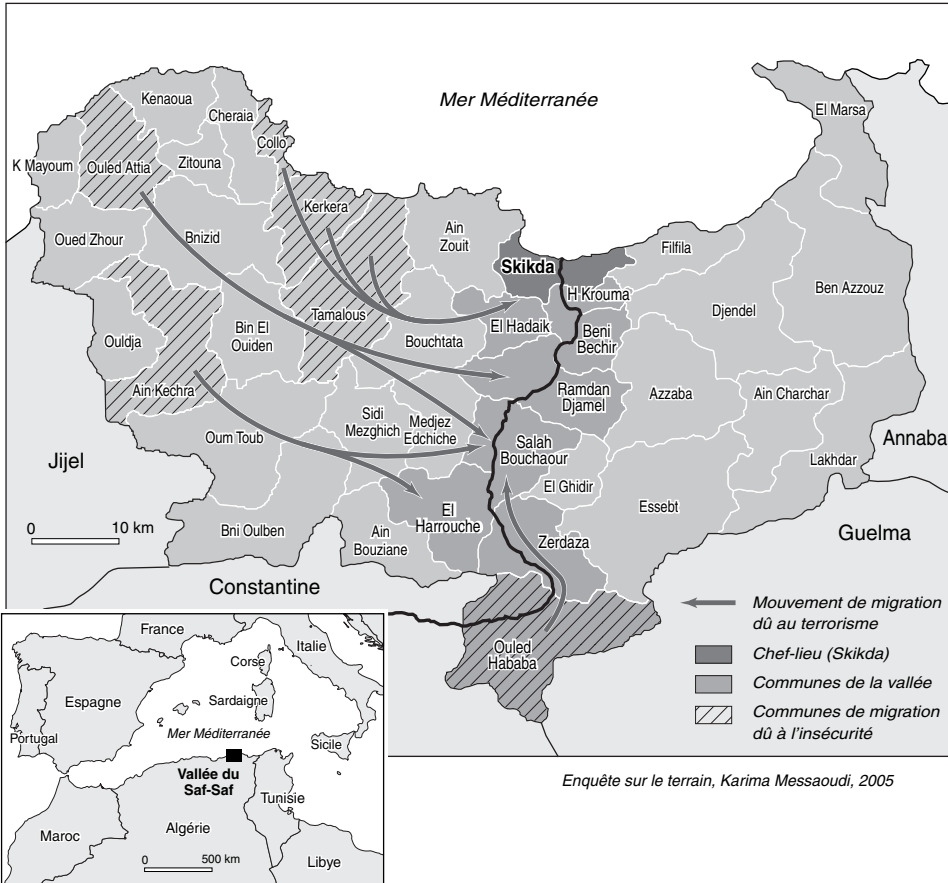 Mer Méditerranée
El Marsa
Kenaoua
Cheraia
Collo
K Mayoum
Ouled Attia
Zitouna
Kerkera
Ain
Zouit
Oued Zhour
Bnizid
Skikda
Filfila
H Krouma
Ben Azzouz
Djendel
Tamalous
El Hadaik
Beni
Bechir
Bin El
Ouiden
Bouchtata
Ouldja
Ain Kechra
Ramdan
Djamel
Azzaba
Ain Charchar
Sidi
Mezghich
Medjez
Edchiche
Oum Toub
Salah
Bouchaour
Annaba
Lakhdar
Jijel
El Ghidir
Essebt
0 10 km
El
Harrouche
Bni Oulben
Ain
Bouziane
Zerdaza
Guelma
Constantine
Ouled
Hababa
Mouvement de migration
dû au terrorisme
Chef-lieu (Skikda)
Communes de la vallée
Communes de migration
dû à l'insécurité
France
Italie
Corse
Espagne
Sardaigne
Portugal
Mer Méditerranée
Sicile
Vallée du
Saf-Saf
Tunisie
Maroc
Algérie
0 500 km
Libye
Enquête sur le terrain, Karima Messaoudi, 2005